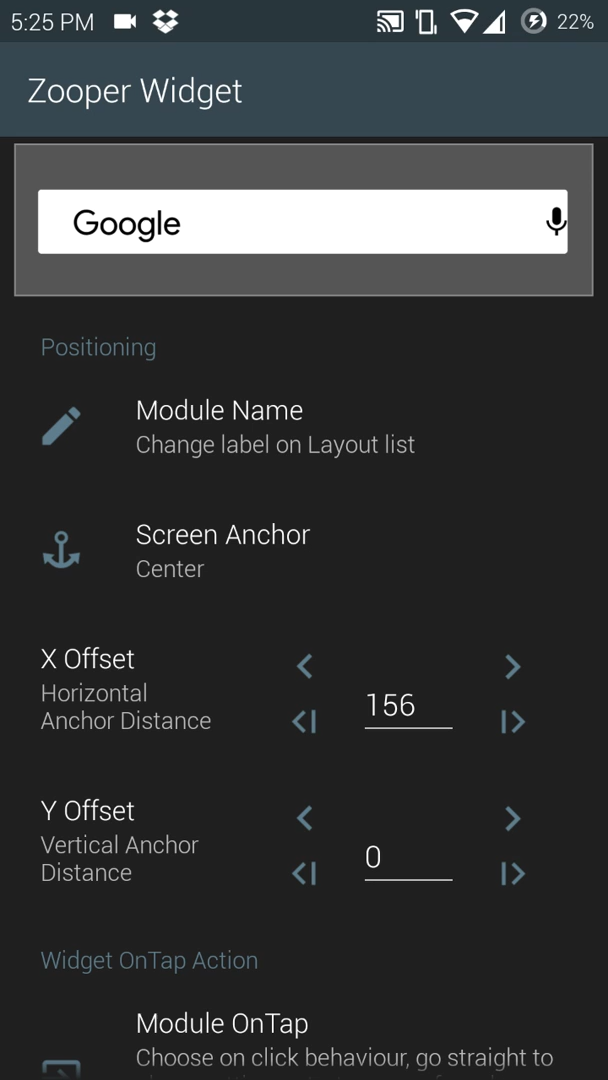 5:25 PM 22%
Zooper Widget
Google
Positioning
Module Name
Change label on Layout list
Screen Anchor
Center
X Offset
Horizontal
Anchor Distance
156
Y Offset
Vertical Anchor
Distance
0
Widget OnTap Action
Module OnTap
Choose on click behaviour, go straight to